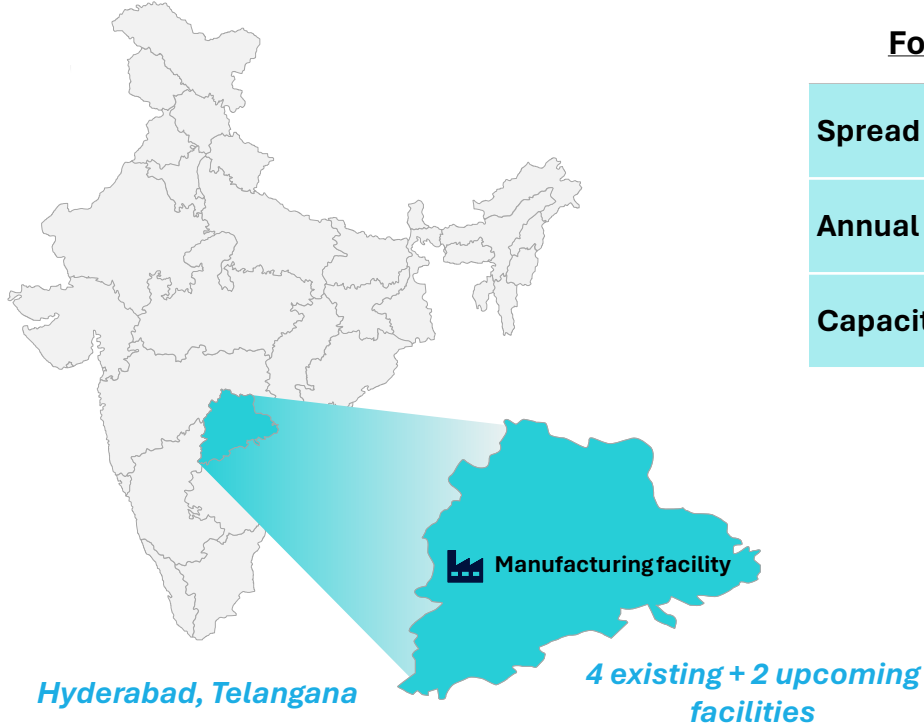 Fo
Spread
Annual
Capacit
Manufacturing facility
Hyderabad, Telangana
4 existing + 2 upcoming
facilities